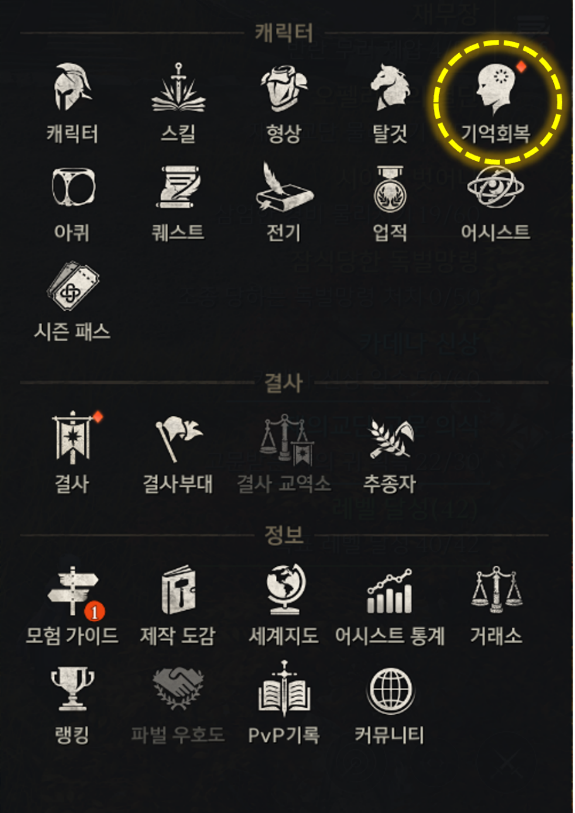 캐릭터
캐릭터 스킬 형상 탈것 기억회복
아퀴 퀘스트 전기 업적 어시스트
시즌 패스
결사
결사 결사부대 결사 교역소 추종자
정보
1
모험 가이드 제작 도감 세계지도 어시스트 통계 거래소
랭킹 파벌 우호도 PvP기록 커뮤니티